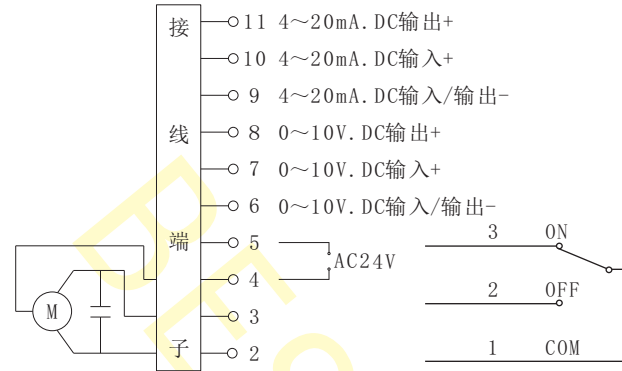 接线端子
11 4～20mA.DC输出+
10 4～20mA.DC输入+
9 4～20mA.DC输入/输出-
8 0～10V.DC输出+
7 0～10V.DC输入+
6 0～10V.DC输入/输出-
5
AC24V
4
3
2
M
3 ON
2 OFF
1 COM